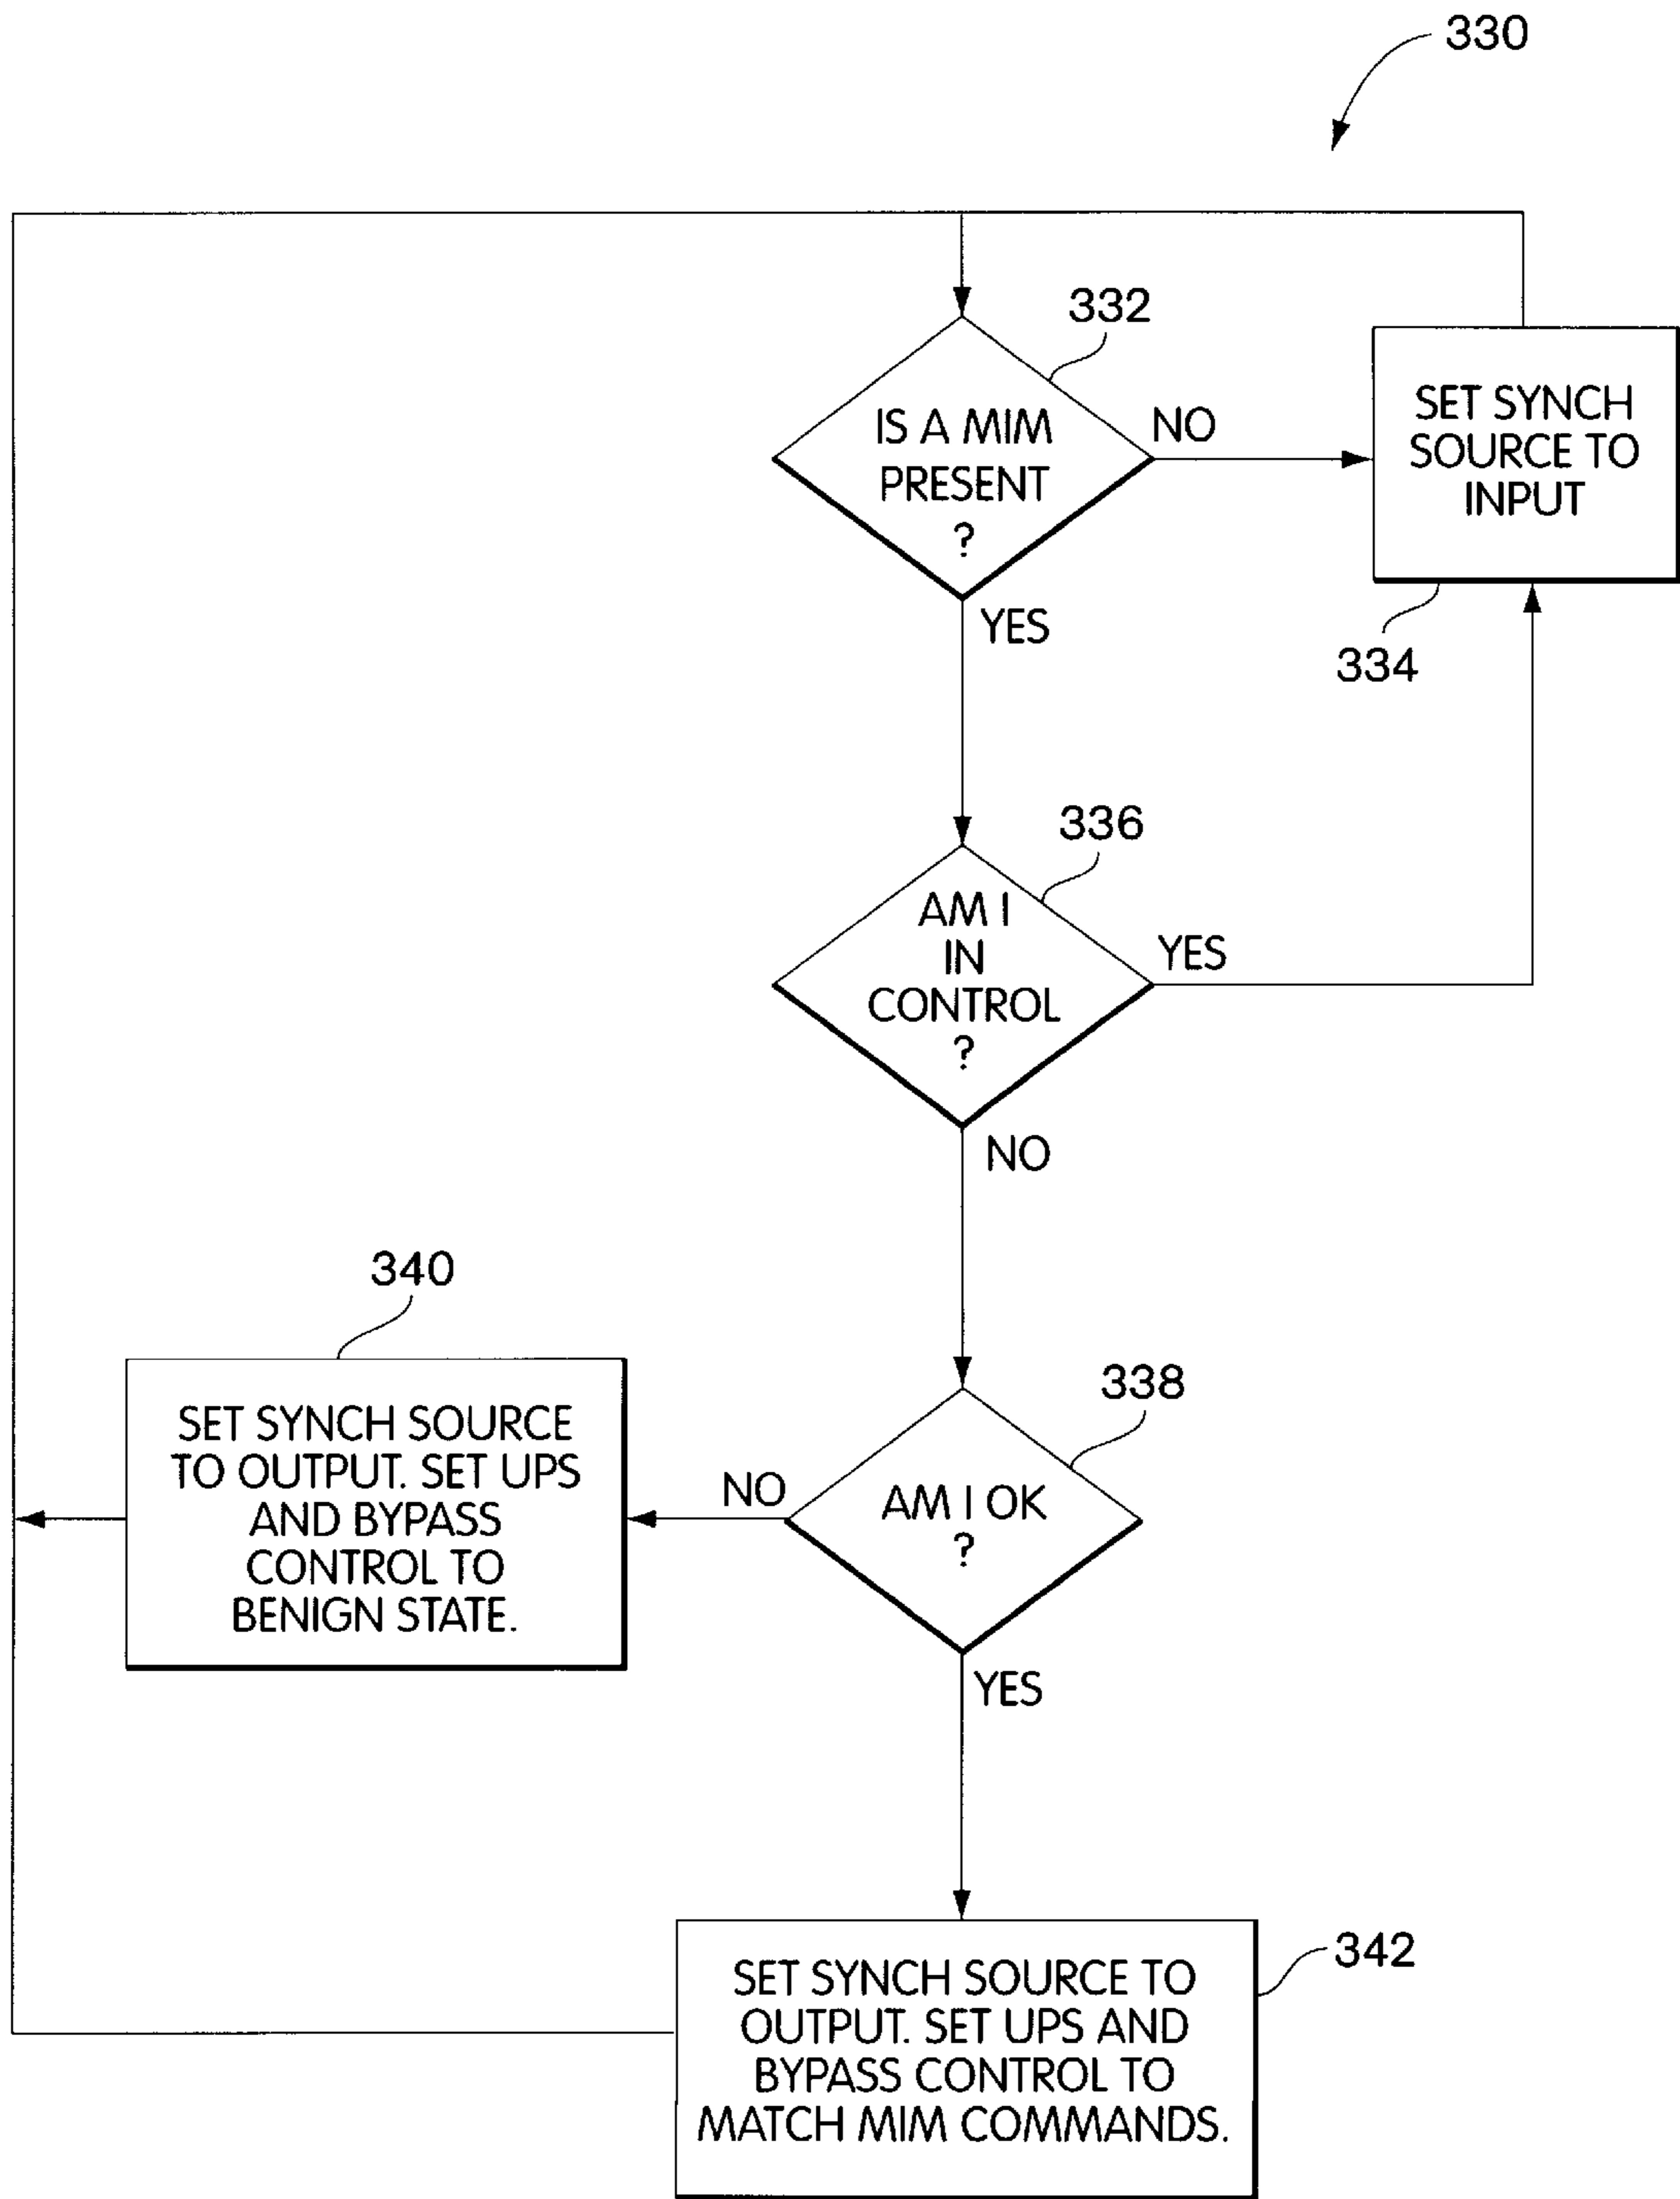 330
332
IS A MIM
PRESENT
?
NO
YES
SET SYNCH
SOURCE TO
INPUT
334
336
AM I
IN
CONTROL
?
YES
NO
340
SET SYNCH SOURCE
TO OUTPUT. SET UPS
AND BYPASS
CONTROL TO
BENIGN STATE.
338
NO
AM I OK
?
YES
342
SET SYNCH SOURCE TO
OUTPUT. SET UPS AND
BYPASS CONTROL TO
MATCH MIM COMMANDS.